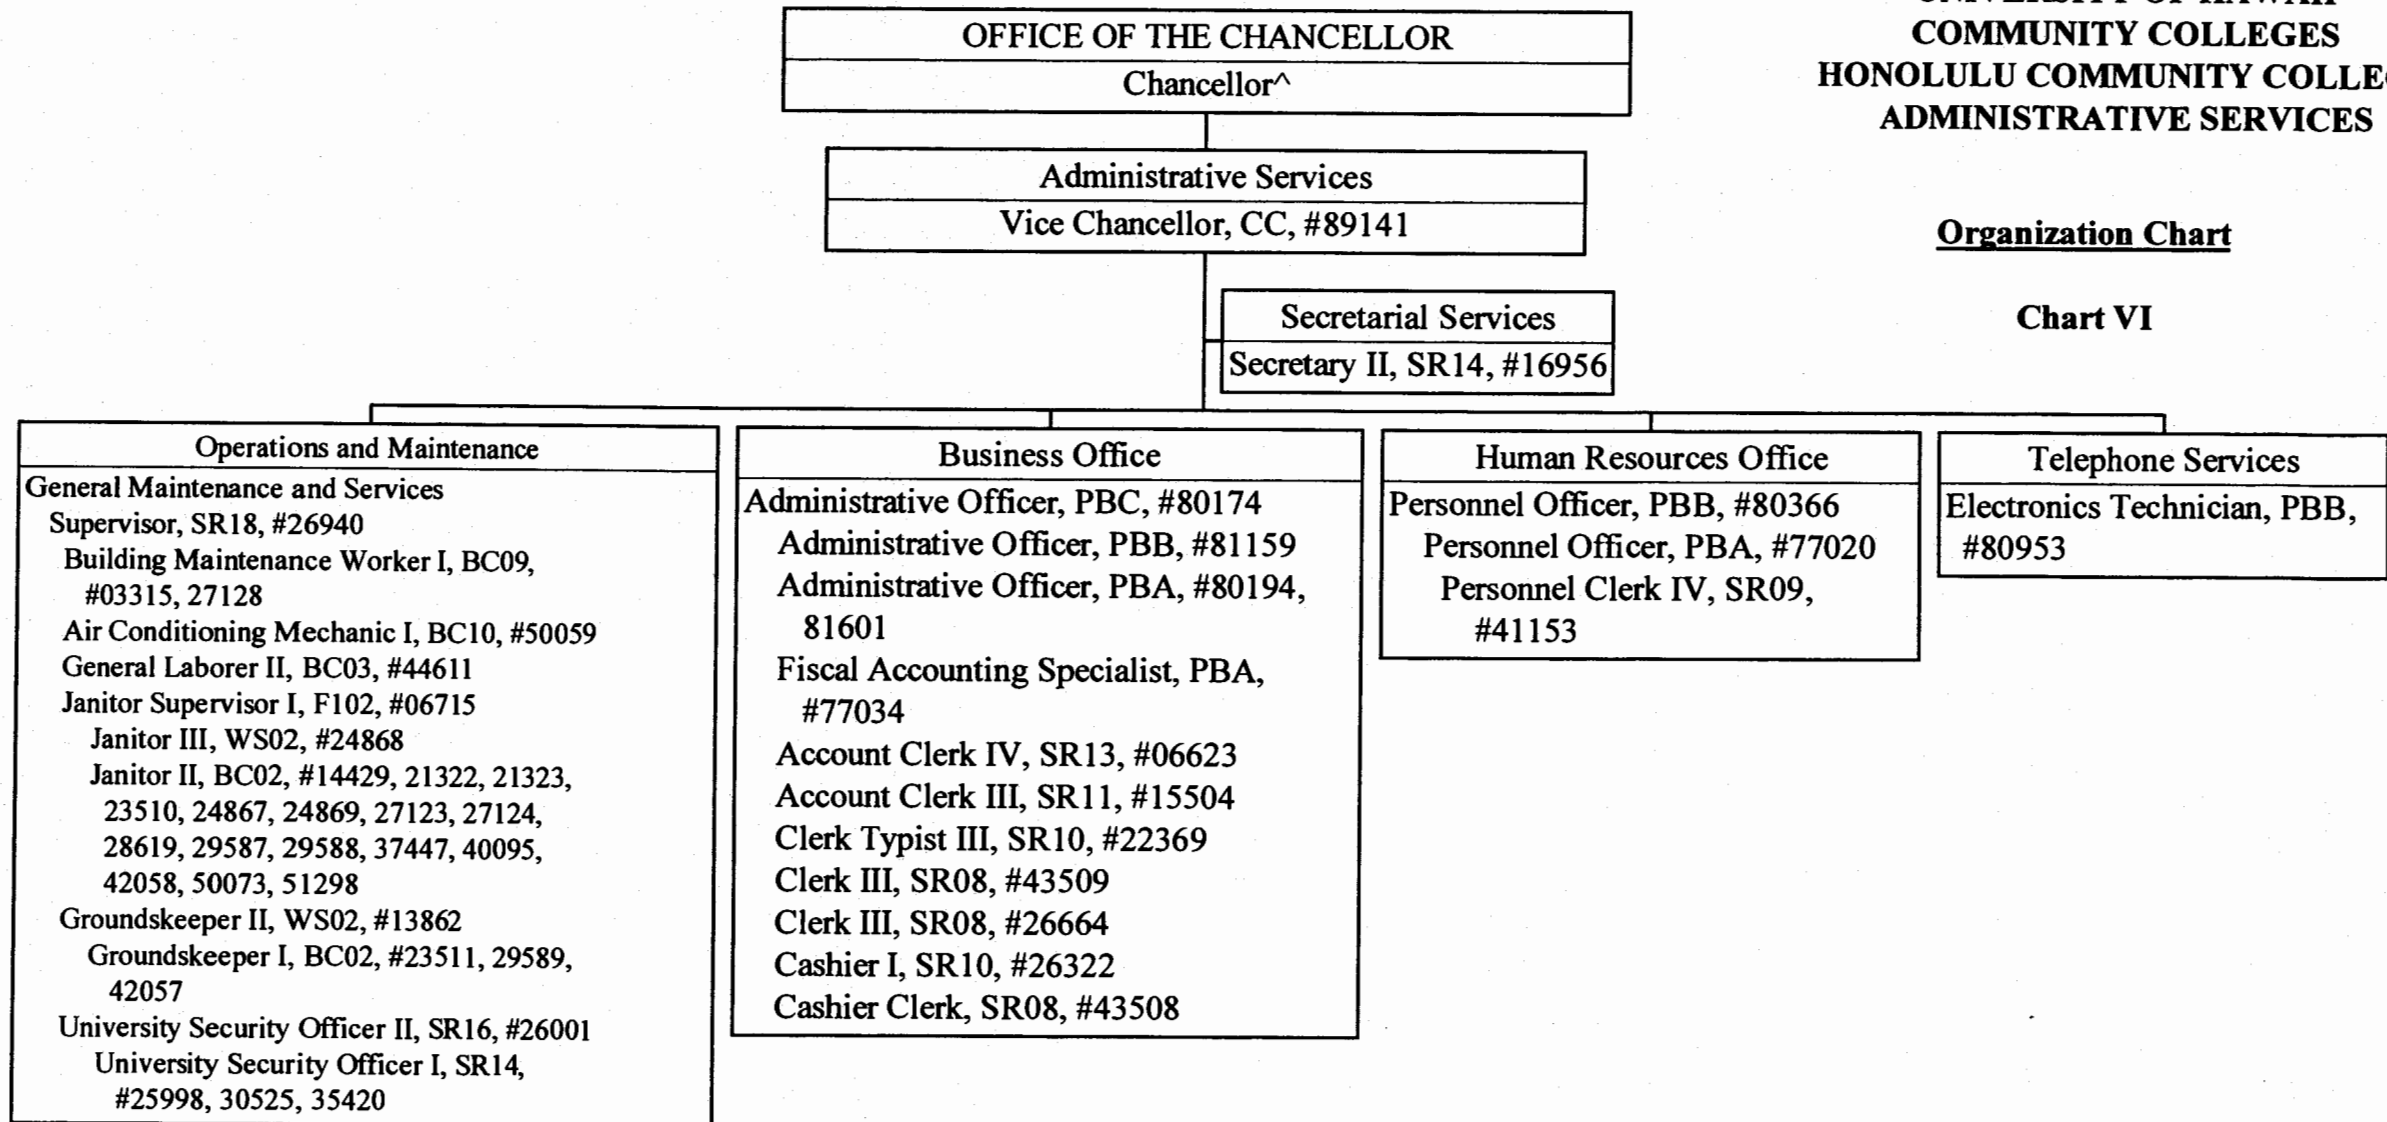 COMMUNITY COLLEGES
ADMINISTRATIVE SERVICES
HONOLULU COMMUNITY
Organization Chart
Chart VI
OFFICE OF THE CHANCELLOR
Chancellor^
Administrative Services
Vice Chancellor, CC, #89141
Secretarial Services
Secretary II, SR14, #16956
Operations and Maintenance
General Maintenance and Services
Supervisor, SR18, #26940
Building Maintenance Worker I, BC09,
#03315, 27128
Air Conditioning Mechanic I, BC10, #50059
General Laborer II, BC03, #44611
Janitor Supervisor I, F102, #06715
Janitor III, WS02, #24868
Janitor II, BC02, #14429, 21322, 21323,
23510, 24867, 24869, 27123, 27124,
28619, 29587, 29588, 37447, 40095,
42058, 50073, 51298
Groundskeeper II, WS02, #13862
Groundskeeper I, BC02, #23511, 29589,
42057
University Security Officer II, SR16, #26001
University Security Officer I, SR14,
#25998, 30525, 35420
Business Office
Administrative Officer, PBC, #80174
Administrative Officer, PBB, #81159
Administrative Officer, PBA, #80194,
81601
Fiscal Accounting Specialist, PBA,
#77034
Account Clerk IV, SR13, #06623
Account Clerk III, SR11, #15504
Clerk Typist III, SR10, #22369
Clerk III, SR08, #43509
Clerk III, SR08, #26664
Cashier I, SR10, #26322
Cashier Clerk, SR08, #43508
Human Resources Office
Personnel Officer, PBB, #80366
Personnel Officer, PBA, #77020
Personnel Clerk IV, SR09,
#41153
Telephone Services
Electronics Technician, PBB,
#80953